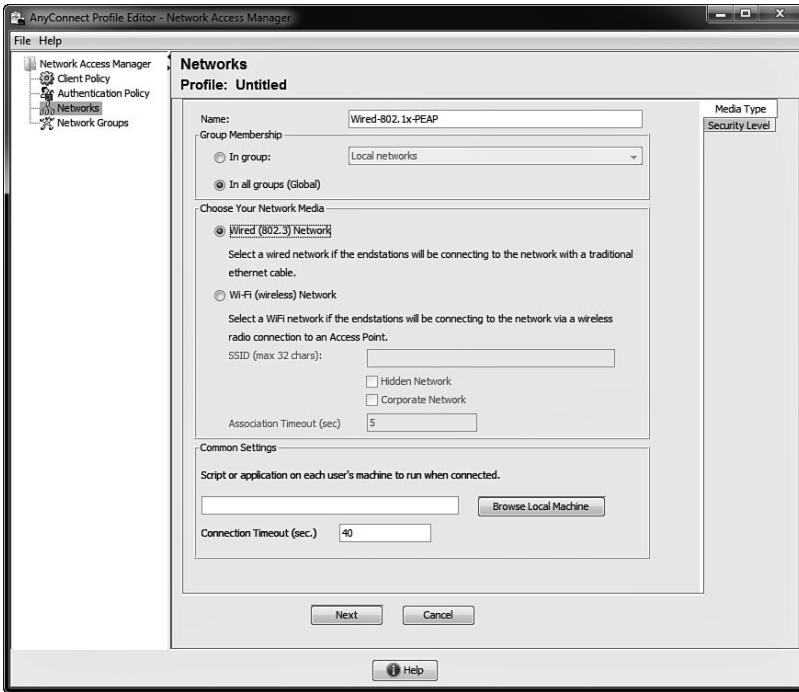 AnyConnect Profile Editor - Network Access Manager
File Help
Network Access Manager
Client Policy
Authentication Policy
Networks
Network Groups
Networks
Profile: Untitled
Media Type
Security Level
Name: Wired-802.1x-PEAP
Group Membership
In group: Local networks
In all groups (Global)
Choose Your Network Media
Wired (802.3) Network
Select a wired network if the endstations will be connecting to the network with a traditional
ethernet cable.
Wi-Fi (wireless) Network
Select a WiFi network if the endstations will be connecting to the network via a wireless
radio connection to an Access Point.
SSID (max 32 chars):
Hidden Network
Corporate Network
Association Timeout (sec) 5
Common Settings
Script or application on each user's machine to run when connected.
Browse Local Machine
Connection Timeout (sec.) 40
Next Cancel
Help